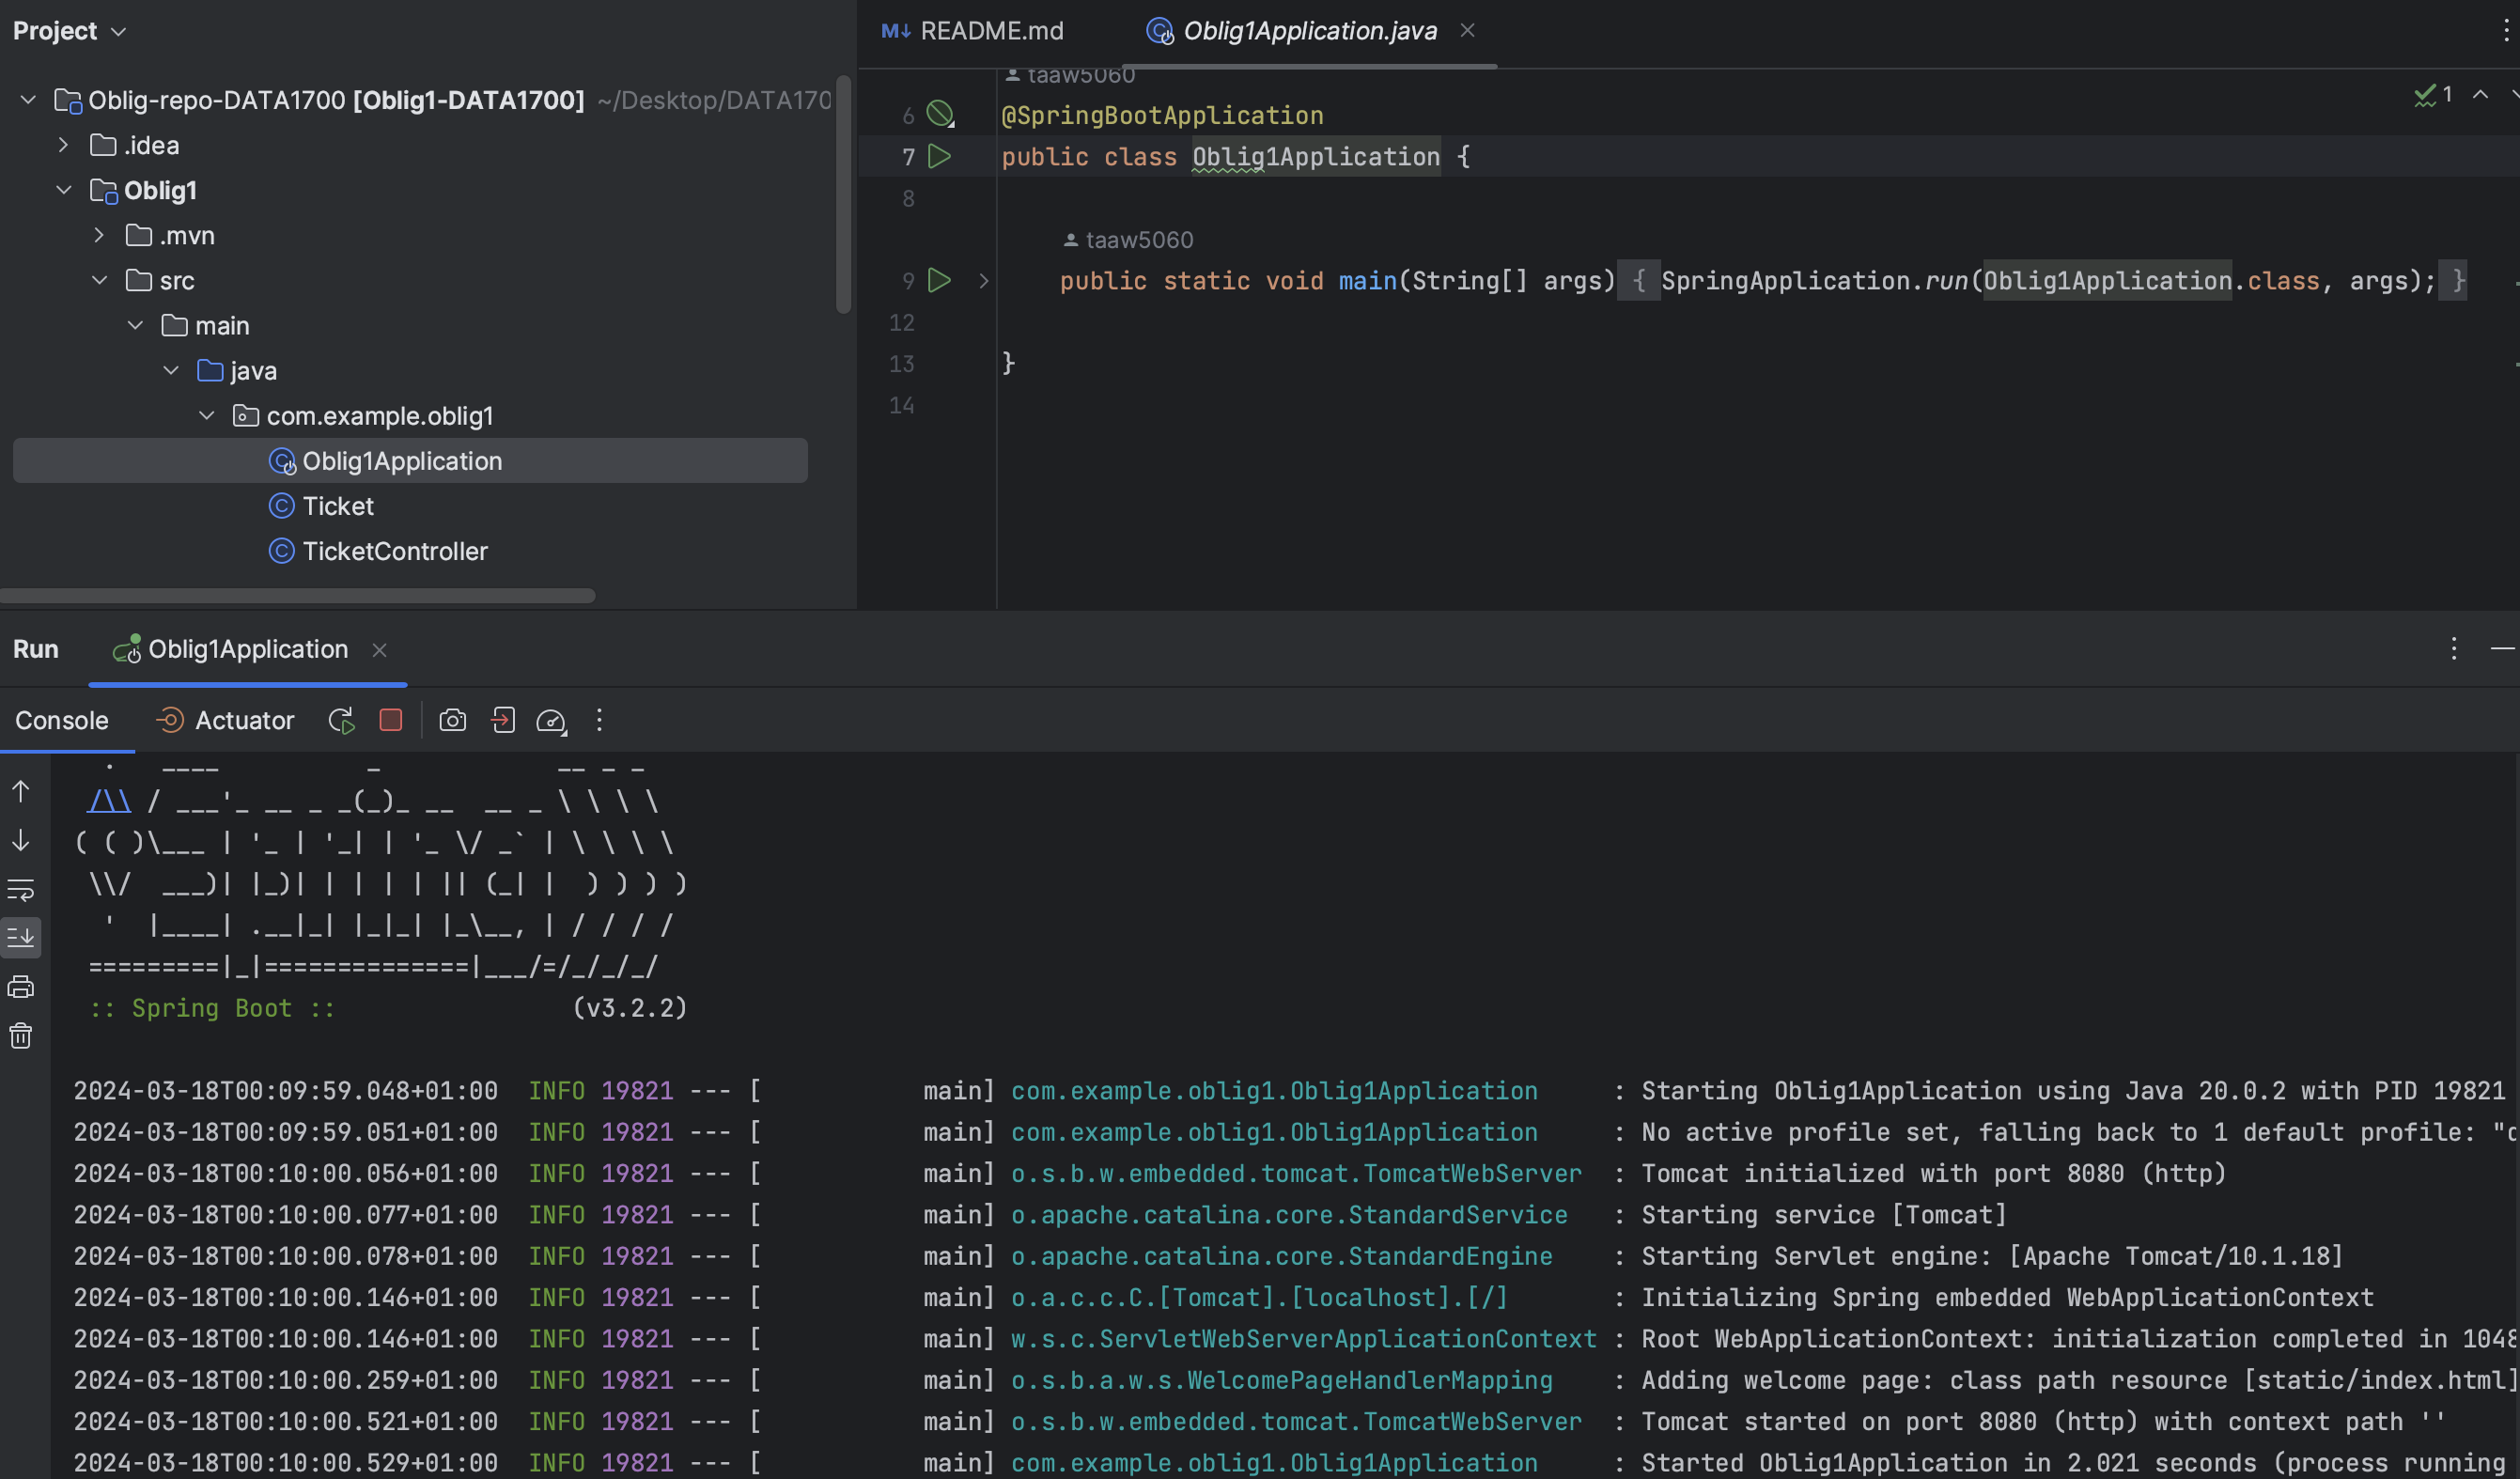 Project
Oblig-repo-DATA1700 [Oblig1-DATA1700] ~/Desktop/DATA170
.idea
Oblig1
.mvn
src
main
java
com.example.oblig1
Oblig1Application
Ticket
TicketController
README.md
Oblig1Application.java
taaw5060
1
6 @SpringBootApplication
7 public class Oblig1Application {
8
taaw5060
9 public static void main(String[] args) { SpringApplication.run(Oblig1Application.class, args); }
12
13 }
14
Run Oblig1Application
Console Actuator
  .   ____          _            __ _ _
 /\\ / ___'_ __ _ _(_)_ __  __ _ \ \ \ \
( ( )\___ | '_ | '_| | '_ \/ _` | \ \ \ \
 \\/  ___)| |_)| | | | | || (_| |  ) ) ) )
  '  |____| .__|_| |_|_| |_\__, | / / / /
 =========|_|==============|___/=/_/_/_/
 :: Spring Boot ::                (v3.2.2)
2024-03-18T00:09:59.048+01:00  INFO 19821 --- [           main] com.example.oblig1.Oblig1Application     : Starting Oblig1Application using Java 20.0.2 with PID 19821
2024-03-18T00:09:59.051+01:00  INFO 19821 --- [           main] com.example.oblig1.Oblig1Application     : No active profile set, falling back to 1 default profile: "d
2024-03-18T00:10:00.056+01:00  INFO 19821 --- [           main] o.s.b.w.embedded.tomcat.TomcatWebServer  : Tomcat initialized with port 8080 (http)
2024-03-18T00:10:00.077+01:00  INFO 19821 --- [           main] o.apache.catalina.core.StandardService   : Starting service [Tomcat]
2024-03-18T00:10:00.078+01:00  INFO 19821 --- [           main] o.apache.catalina.core.StandardEngine    : Starting Servlet engine: [Apache Tomcat/10.1.18]
2024-03-18T00:10:00.146+01:00  INFO 19821 --- [           main] o.a.c.c.C.[Tomcat].[localhost].[/]       : Initializing Spring embedded WebApplicationContext
2024-03-18T00:10:00.146+01:00  INFO 19821 --- [           main] w.s.c.ServletWebServerApplicationContext : Root WebApplicationContext: initialization completed in 1048
2024-03-18T00:10:00.259+01:00  INFO 19821 --- [           main] o.s.b.a.w.s.WelcomePageHandlerMapping    : Adding welcome page: class path resource [static/index.html]
2024-03-18T00:10:00.521+01:00  INFO 19821 --- [           main] o.s.b.w.embedded.tomcat.TomcatWebServer  : Tomcat started on port 8080 (http) with context path ''
2024-03-18T00:10:00.529+01:00  INFO 19821 --- [           main] com.example.oblig1.Oblig1Application     : Started Oblig1Application in 2.021 seconds (process running